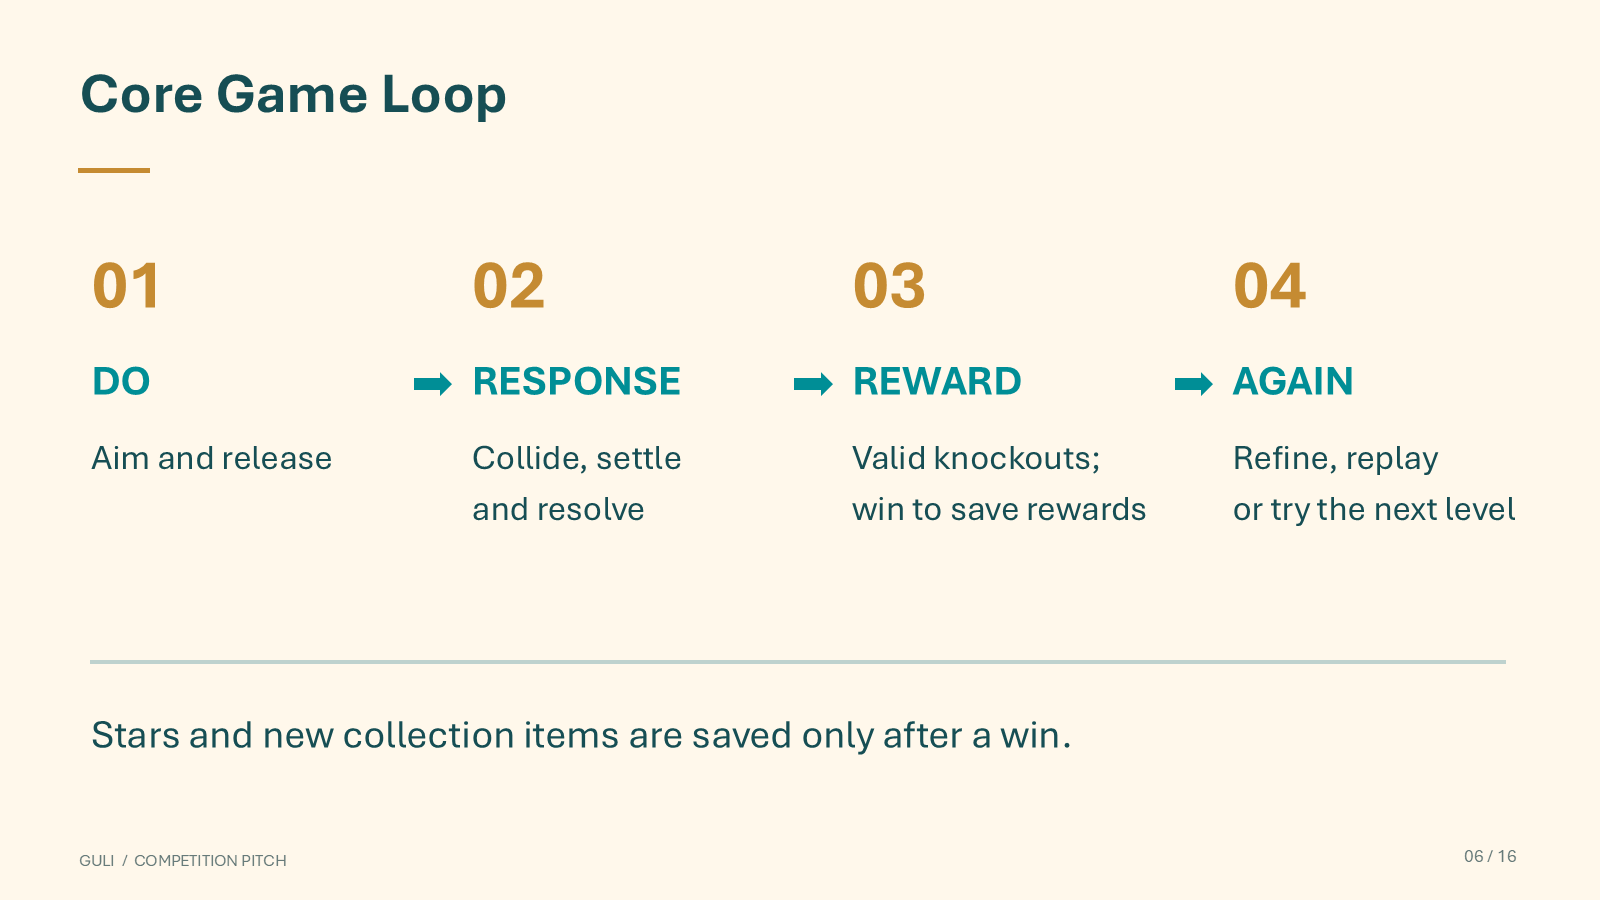 Core Game Loop
01
DO
Aim and release
02
RESPONSE
Collide, settle
and resolve
03
REWARD
Valid knockouts;
win to save rewards
04
AGAIN
Refine, replay
or try the next level
Stars and new collection items are saved only after a win.
GULI / COMPETITION PITCH
06 / 16